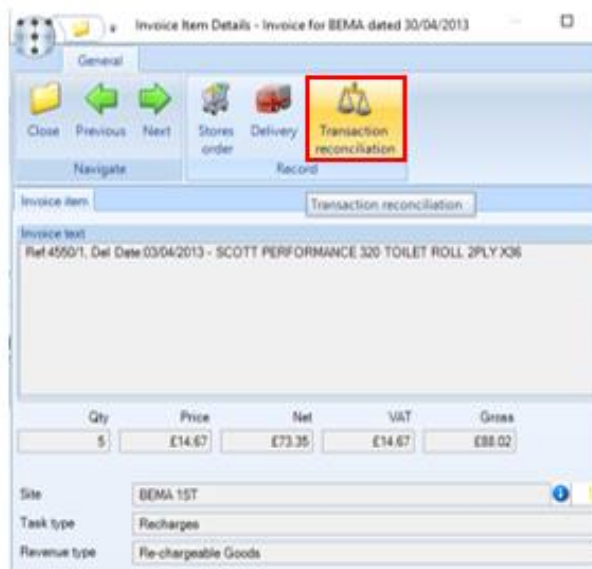 Invoice Item Details - Invoice for BEMA dated 30/04/2013
General
Close Previous Next Stores order Delivery Transaction reconciliation
Navigate Record
Invoice item Transaction reconciliation
Invoice text
Ref:4550/1, Del Date:03/04/2013 - SCOTT PERFORMANCE 320 TOILET ROLL 2PLY X36
Qty Price Net VAT Gross
5 £14.67 £73.35 £14.67 £88.02
Site BEMA 1ST
Task type Recharges
Revenue type Re-chargeable Goods